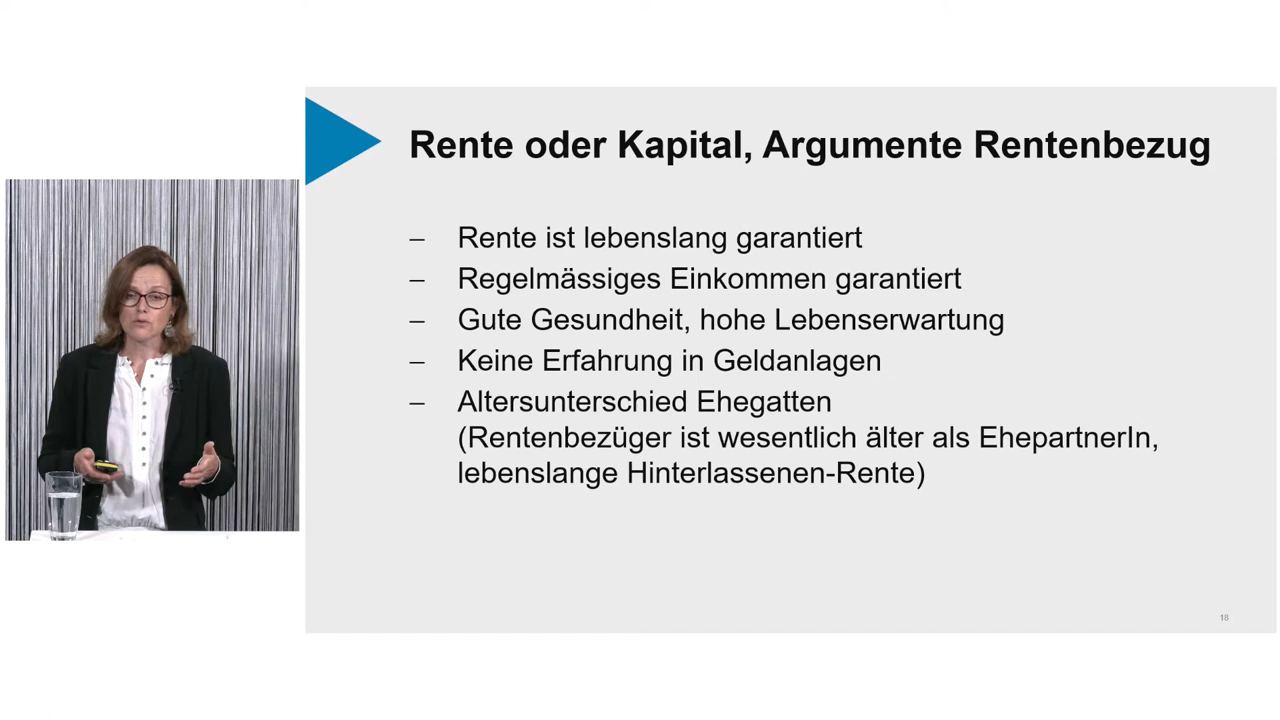 Rente oder Kapital, Argumente Rentenbezug
– Rente ist lebenslang garantiert
– Regelmässiges Einkommen garantiert
– Gute Gesundheit, hohe Lebenserwartung
– Keine Erfahrung in Geldanlagen
– Altersunterschied Ehegatten
(Rentenbezüger ist wesentlich älter als EhepartnerIn,
lebenslange Hinterlassenen-Rente)
18